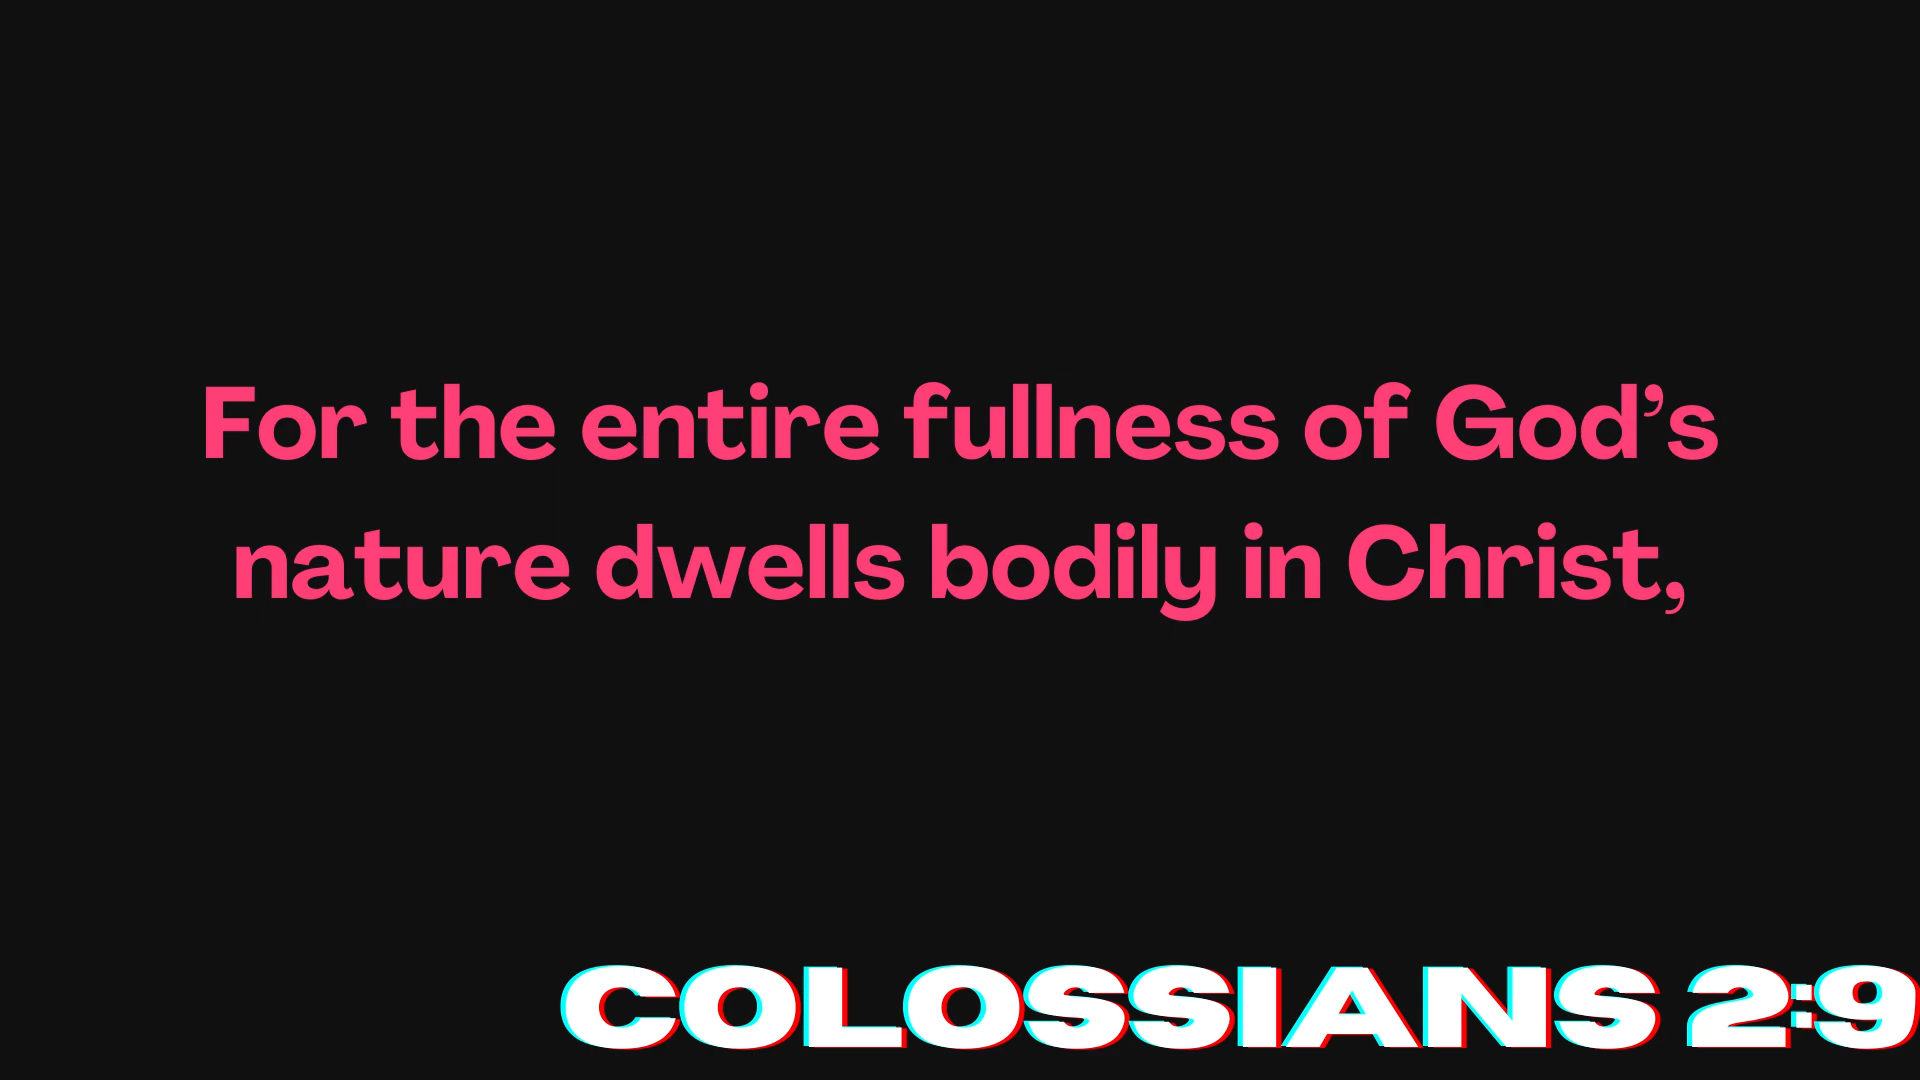 For the entire fullness of God’s
nature dwells bodily in Christ,
COLOSSIANS 2:9